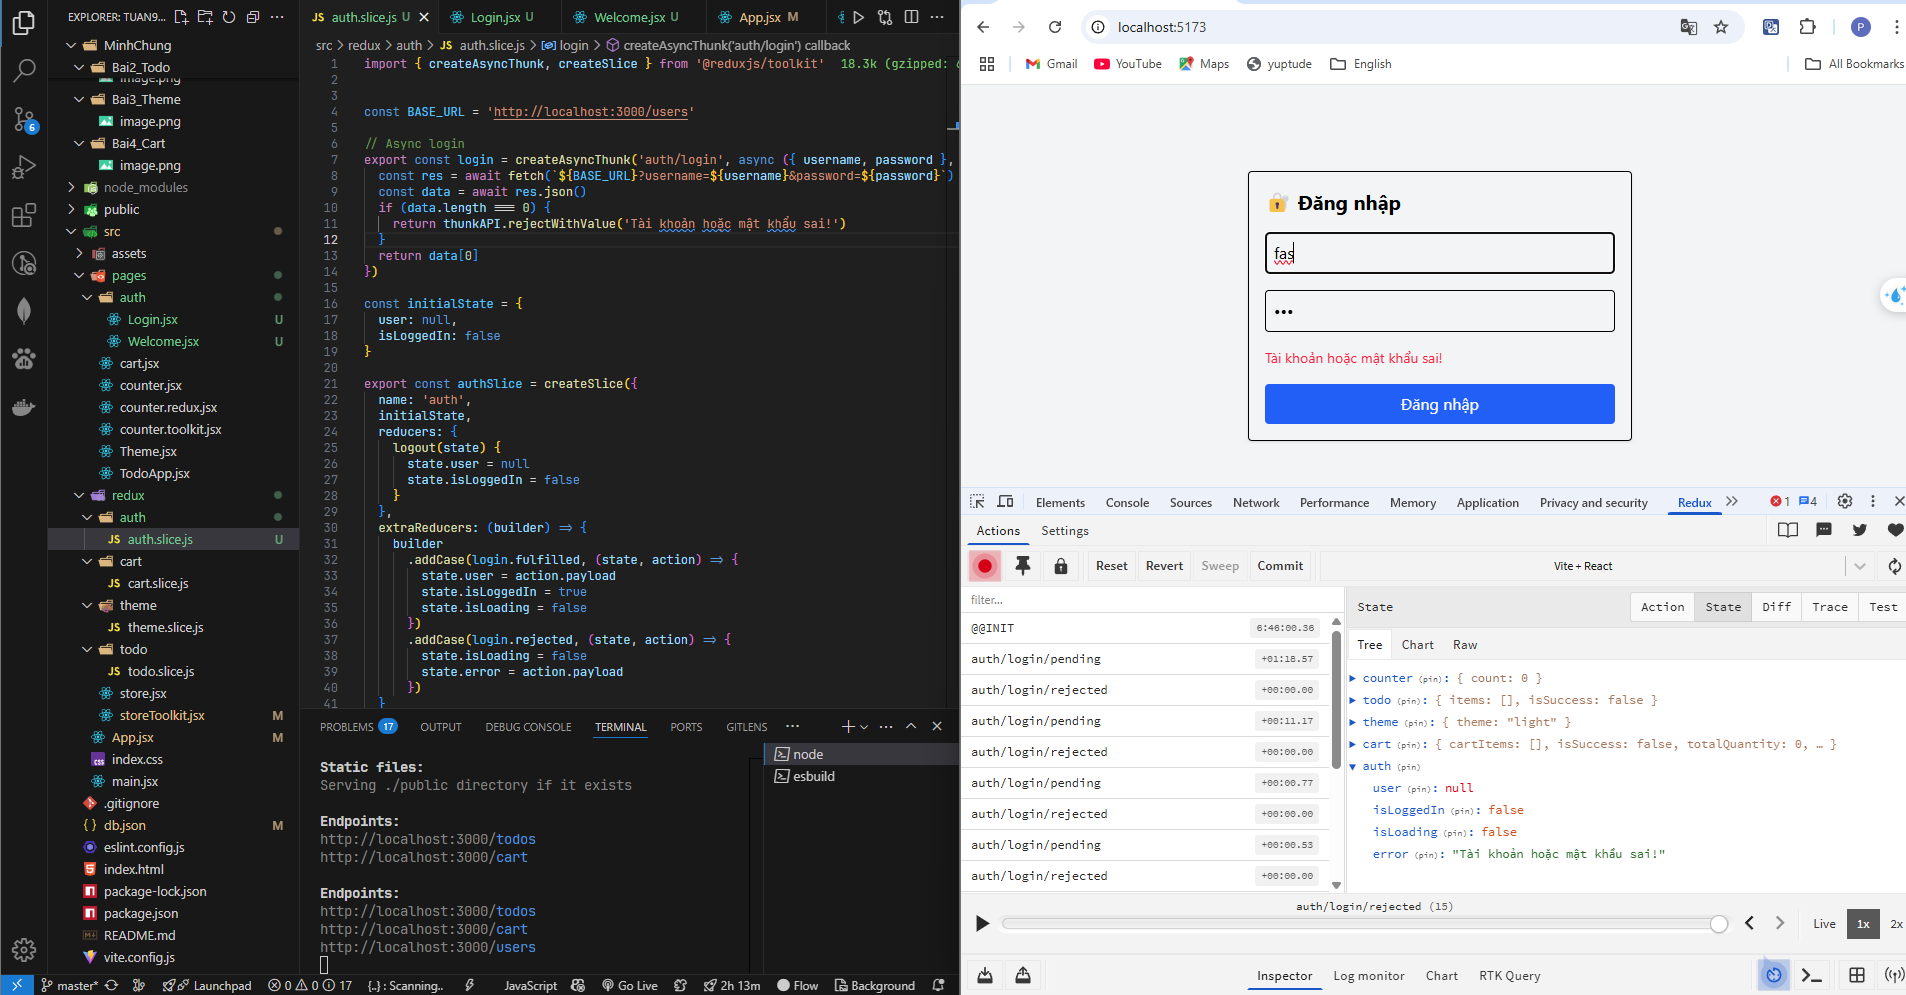 EXPLORER: TUAN9...
MinhChung
Bai2_Todo
image.png
Bai3_Theme
image.png
Bai4_Cart
image.png
node_modules
public
src
assets
pages
auth
Login.jsx U
Welcome.jsx U
cart.jsx
counter.jsx
counter.redux.jsx
counter.toolkit.jsx
Theme.jsx
TodoApp.jsx
redux
auth
JS auth.slice.js U
cart
JS cart.slice.js
theme
JS theme.slice.js
todo
JS todo.slice.js
store.jsx
storeToolkit.jsx M
App.jsx M
index.css
main.jsx
.gitignore
{ } db.json M
eslint.config.js
index.html
package-lock.json
package.json
README.md
vite.config.js
6
JS auth.slice.js U
Login.jsx U
Welcome.jsx U
App.jsx M
src > redux > auth > JS auth.slice.js > login > createAsyncThunk('auth/login') callback
1 import { createAsyncThunk, createSlice } from '@reduxjs/toolkit' 18.3k (gzipped: 6
2
3
4 const BASE_URL = 'http://localhost:3000/users'
5
6 // Async login
7 export const login = createAsyncThunk('auth/login', async ({ username, password },
8 const res = await fetch(`${BASE_URL}?username=${username}&password=${password}`)
9 const data = await res.json()
10 if (data.length === 0) {
11 return thunkAPI.rejectWithValue('Tài khoản hoặc mật khẩu sai!')
12 }
13 return data[0]
14 })
15
16 const initialState = {
17 user: null,
18 isLoggedIn: false
19 }
20
21 export const authSlice = createSlice({
22 name: 'auth',
23 initialState,
24 reducers: {
25 logout(state) {
26 state.user = null
27 state.isLoggedIn = false
28 }
29 },
30 extraReducers: (builder) => {
31 builder
32 .addCase(login.fulfilled, (state, action) => {
33 state.user = action.payload
34 state.isLoggedIn = true
35 state.isLoading = false
36 })
37 .addCase(login.rejected, (state, action) => {
38 state.isLoading = false
39 state.error = action.payload
40 })
41 }
PROBLEMS 17 OUTPUT DEBUG CONSOLE TERMINAL PORTS GITLENS ...
Static files:
Serving ./public directory if it exists
Endpoints:
http://localhost:3000/todos
http://localhost:3000/cart
Endpoints:
http://localhost:3000/todos
http://localhost:3000/cart
http://localhost:3000/users
node
esbuild
master* Launchpad 0 0 17 {..}: Scanning.. JavaScript Go Live 2h 13m Flow Background
localhost:5173
P
Gmail YouTube Maps yuptude English All Bookmarks
Đăng nhập
fas
•••
Tài khoản hoặc mật khẩu sai!
Đăng nhập
Elements Console Sources Network Performance Memory Application Privacy and security Redux 1 4
Actions Settings
Reset Revert Sweep Commit Vite + React
filter...
@@INIT 6:46:00.36
auth/login/pending +01:18.57
auth/login/rejected +00:00.00
auth/login/pending +00:11.17
auth/login/rejected +00:00.00
auth/login/pending +00:00.77
auth/login/rejected +00:00.00
auth/login/pending +00:00.53
auth/login/rejected +00:00.00
State Action State Diff Trace Test
Tree Chart Raw
counter (pin): { count: 0 }
todo (pin): { items: [], isSuccess: false }
theme (pin): { theme: "light" }
cart (pin): { cartItems: [], isSuccess: false, totalQuantity: 0, … }
auth (pin)
user (pin): null
isLoggedIn (pin): false
isLoading (pin): false
error (pin): "Tài khoản hoặc mật khẩu sai!"
auth/login/rejected (15)
Live 1x 2x
Inspector Log monitor Chart RTK Query